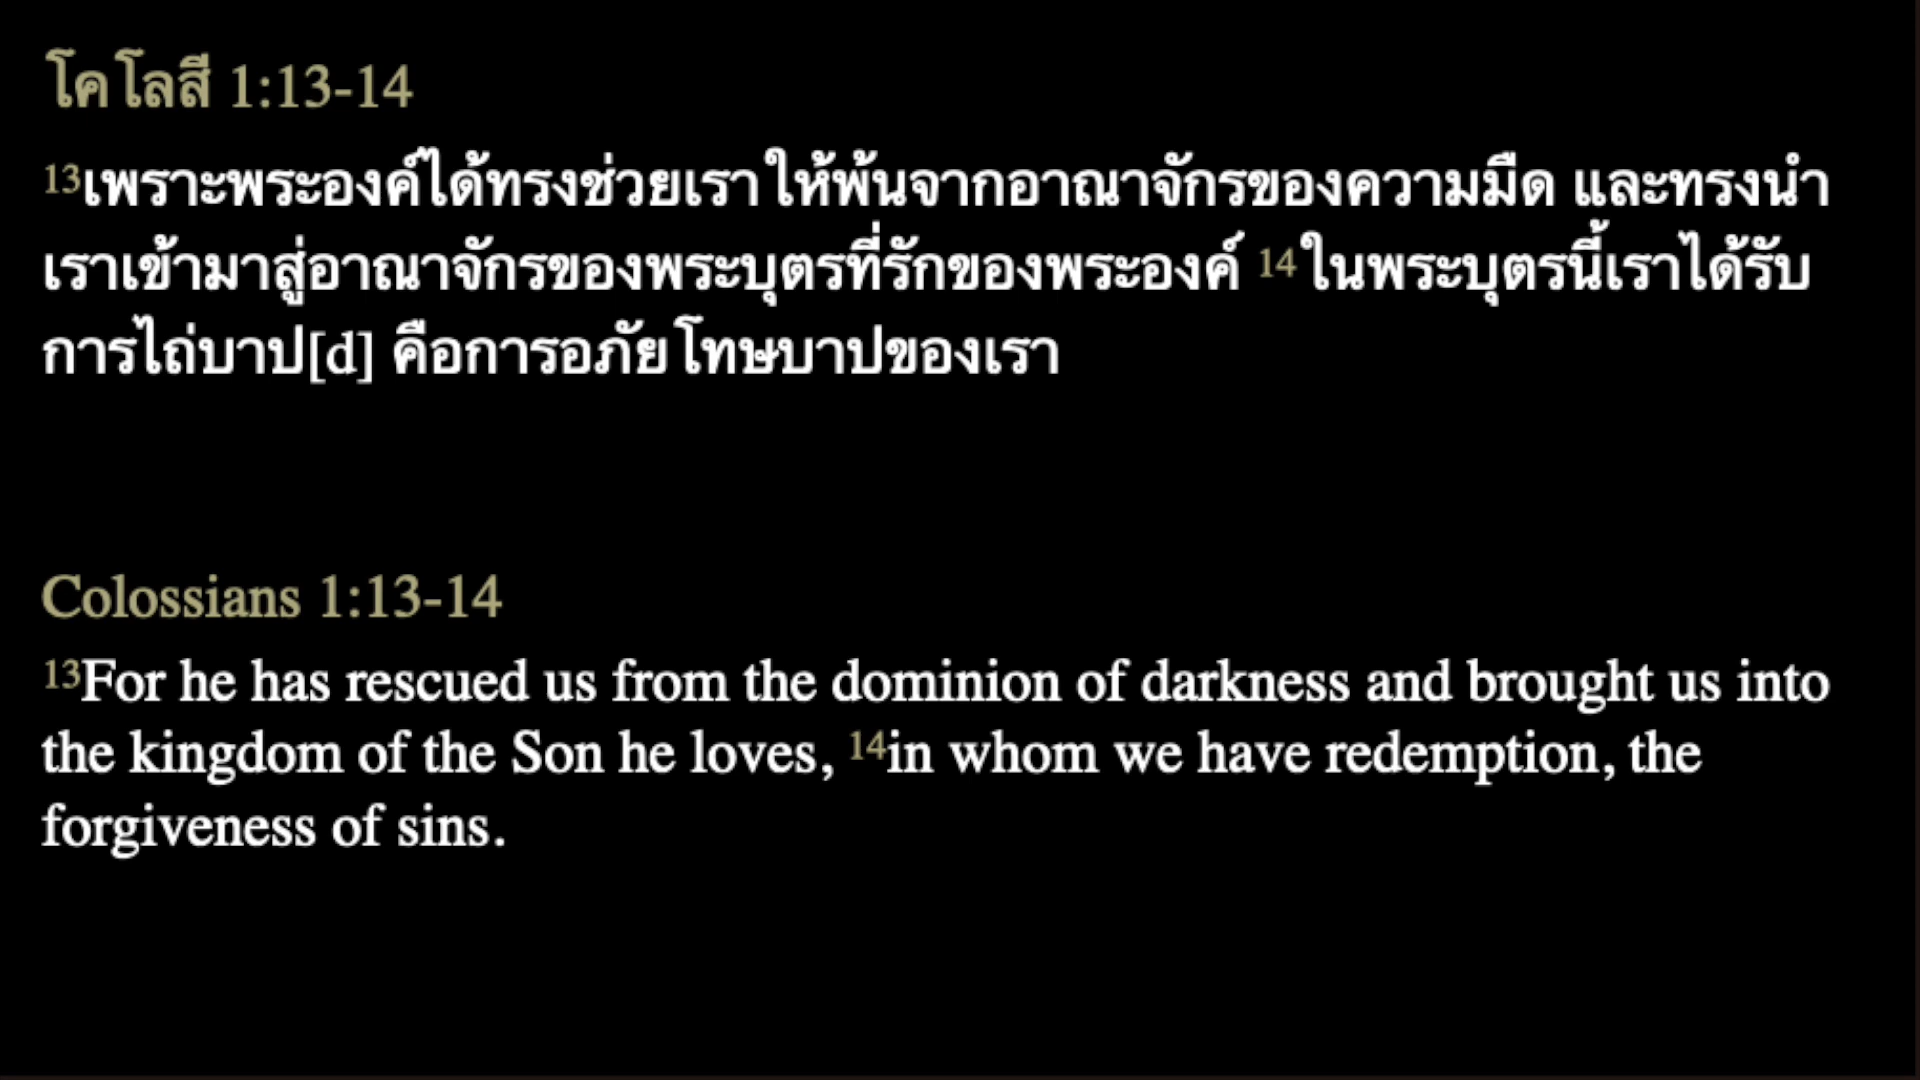 โคโลสี 1:13-14
13เพราะพระองค์ได้ทรงช่วยเราให้พ้นจากอาณาจักรของความมืด และทรงนำ
เราเข้ามาสู่อาณาจักรของพระบุตรที่รักของพระองค์ 14ในพระบุตรนี้เราได้รับ
การไถ่บาป[d] คือการอภัยโทษบาปของเรา
Colossians 1:13-14
13For he has rescued us from the dominion of darkness and brought us into
the kingdom of the Son he loves, 14in whom we have redemption, the
forgiveness of sins.